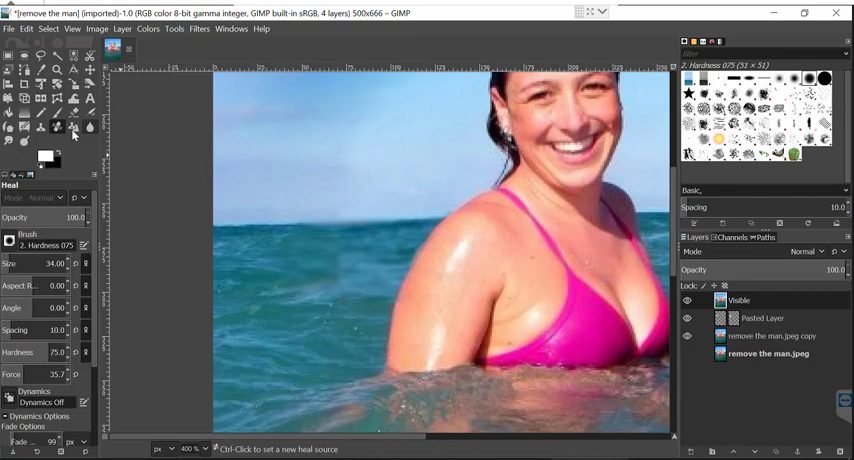 *[remove the man] (imported)-1.0 (RGB color 8-bit gamma integer, GIMP built-in sRGB, 4 layers) 500x666 – GIMP
File Edit Select View Image Layer Colors Tools Filters Windows Help
filter
2. Hardness 075 (51 × 51)
Heal
Mode Normal
Opacity 100.0
Brush
2. Hardness 075
Size 34.00
Aspect R... 0.00
Angle 0.00
Spacing 10.0
Hardness 75.0
Force 35.7
Dynamics
Dynamics Off
Dynamics Options
Fade Options
Fade ... 99 px
px 400 % Ctrl-Click to set a new heal source
Basic,
Spacing 10.0
Layers Channels Paths
Mode Normal
Opacity 100.0
Lock:
Visible
Pasted Layer
remove the man.jpeg copy
remove the man.jpeg